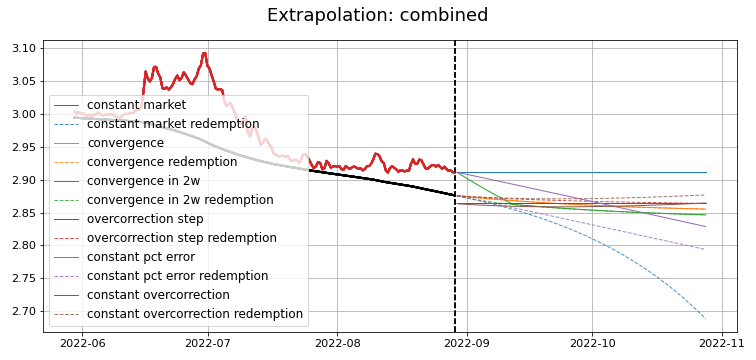 Extrapolation: combined
3.10
3.05
3.00
2.95
2.90
2.85
2.80
2.75
2.70
constant market
constant market redemption
convergence
convergence redemption
convergence in 2w
convergence in 2w redemption
overcorrection step
overcorrection step redemption
constant pct error
constant pct error redemption
constant overcorrection
constant overcorrection redemption
2022-06
2022-07
2022-08
2022-09
2022-10
2022-11